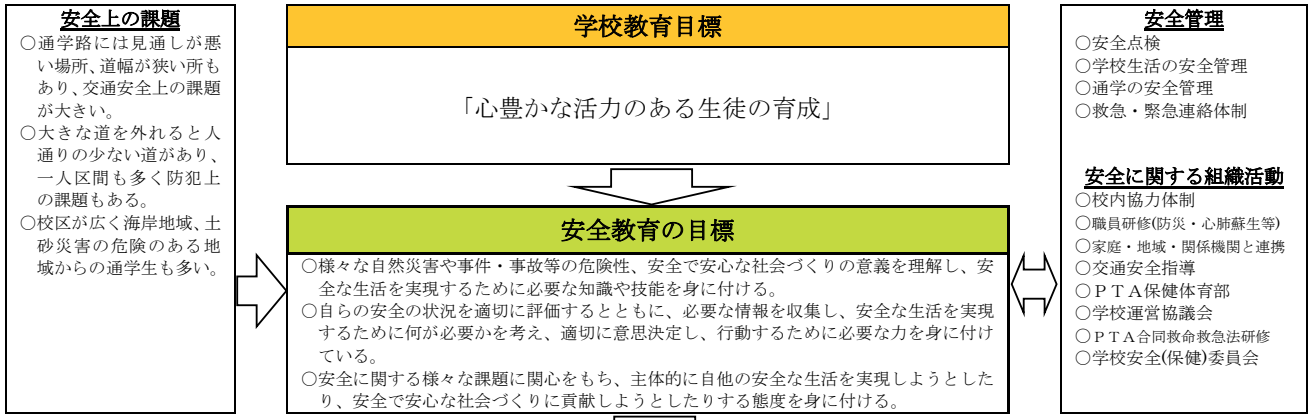 安全上の課題
○通学路には見通しが悪
い場所、道幅が狭い所も
あり、交通安全上の課題
が大きい。
○大きな道を外れると人
通りの少ない道があり、
一人区間も多く防犯上
の課題もある。
○校区が広く海岸地域、土
砂災害の危険のある地
域からの通学生も多い。
学校教育目標
「心豊かな活力のある生徒の育成」
安全教育の目標
○様々な自然災害や事件・事故等の危険性、安全で安心な社会づくりの意義を理解し、安
全な生活を実現するために必要な知識や技能を身に付ける。
○自らの安全の状況を適切に評価するとともに、必要な情報を収集し、安全な生活を実現
するために何が必要かを考え、適切に意思決定し、行動するために必要な力を身に付け
ている。
○安全に関する様々な課題に関心をもち、主体的に自他の安全な生活を実現しようとした
り、安全で安心な社会づくりに貢献しようとしたりする態度を身に付ける。
安全管理
○安全点検
○学校生活の安全管理
○通学の安全管理
○救急・緊急連絡体制
安全に関する組織活動
○校内協力体制
○職員研修(防災・心肺蘇生等)
○家庭・地域・関係機関と連携
○交通安全指導
○ＰＴＡ保健体育部
○学校運営協議会
○ＰＴＡ合同救命救急法研修
○学校安全(保健)委員会